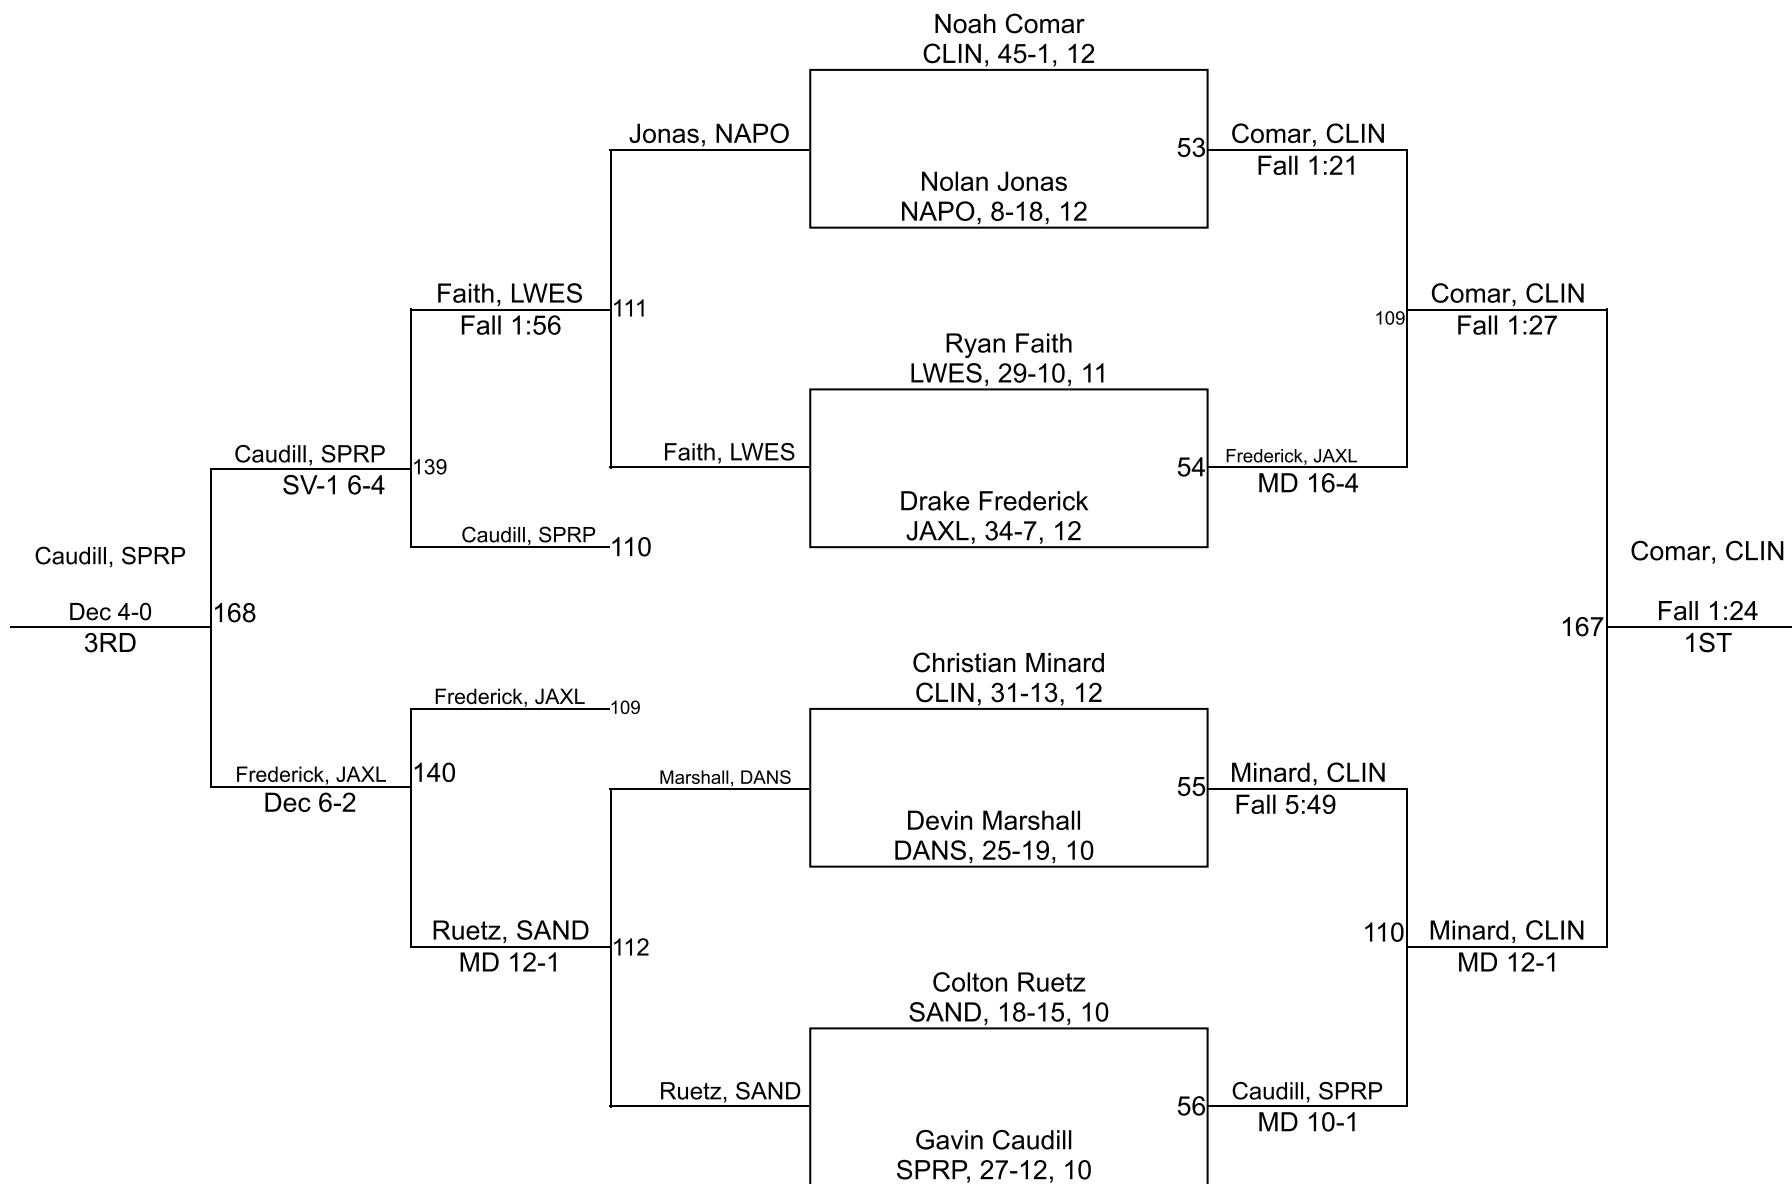 Noah Comar
CLIN, 45-1, 12
Jonas, NAPO
53
Comar, CLIN
Fall 1:21
Nolan Jonas
NAPO, 8-18, 12
Faith, LWES
Fall 1:56
111
109
Comar, CLIN
Fall 1:27
Ryan Faith
LWES, 29-10, 11
Caudill, SPRP
SV-1 6-4
139
Faith, LWES
54
Frederick, JAXL
MD 16-4
Drake Frederick
JAXL, 34-7, 12
Caudill, SPRP
110
Caudill, SPRP
Dec 4-0
3RD
168
Comar, CLIN
167
Fall 1:24
1ST
Christian Minard
CLIN, 31-13, 12
Frederick, JAXL
109
Frederick, JAXL
Dec 6-2
140
Marshall, DANS
55
Minard, CLIN
Fall 5:49
Devin Marshall
DANS, 25-19, 10
Ruetz, SAND
MD 12-1
112
110
Minard, CLIN
MD 12-1
Colton Ruetz
SAND, 18-15, 10
Ruetz, SAND
56
Caudill, SPRP
MD 10-1
Gavin Caudill
SPRP, 27-12, 10